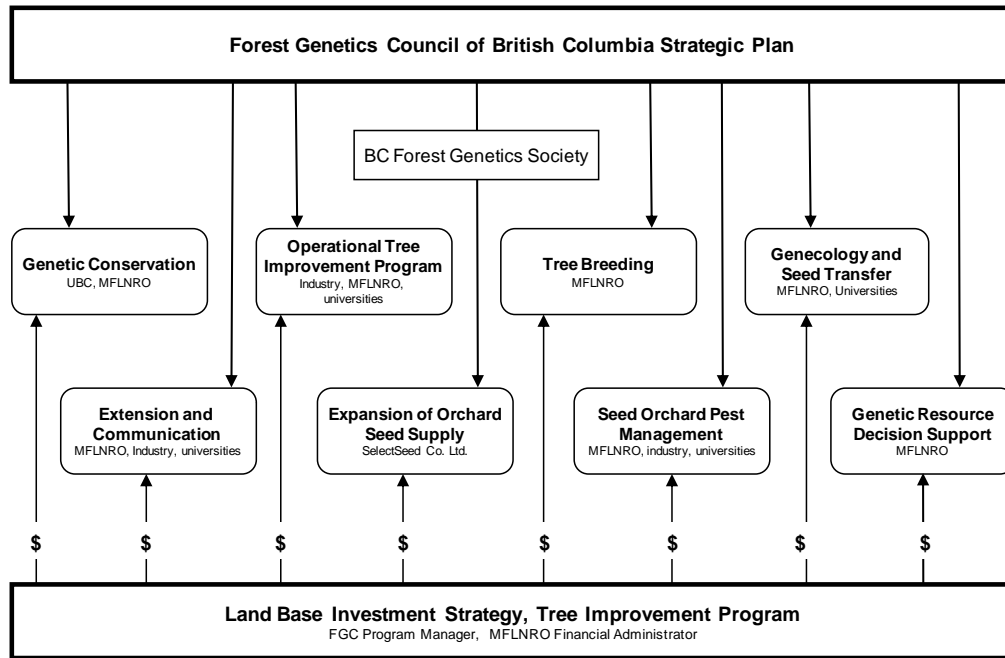 Forest Genetics Council of British Columbia Strategic Plan
BC Forest Genetics Society
Genetic Conservation
UBC, MFLNRO
Operational Tree
Improvement Program
Industry, MFLNRO,
universities
Tree Breeding
MFLNRO
Genecology and
Seed Transfer
MFLNRO, Universities
Extension and
Communication
MFLNRO, Industry, universities
Expansion of Orchard
Seed Supply
SelectSeed Co. Ltd.
Seed Orchard Pest
Management
MFLNRO, industry, universities
Genetic Resource
Decision Support
MFLNRO
$ $ $ $ $ $ $ $
Land Base Investment Strategy, Tree Improvement Program
FGC Program Manager, MFLNRO Financial Administrator